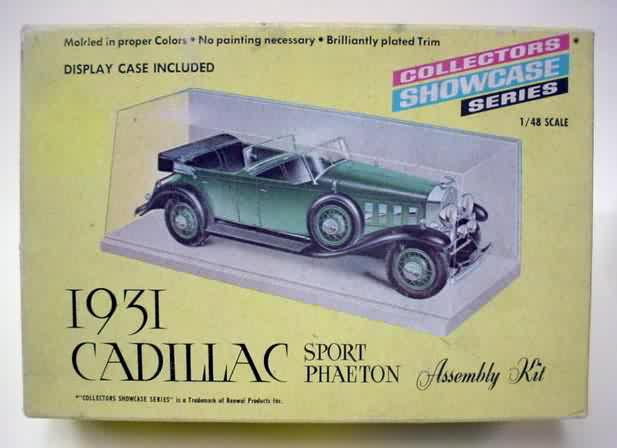 Molded in proper Colors • No painting necessary • Brilliantly plated Trim
DISPLAY CASE INCLUDED
COLLECTORS
SHOWCASE
SERIES
*
1/48 SCALE
1931
CADILLAC
SPORT
PHAETON
Assembly Kit
*"COLLECTORS SHOWCASE SERIES" is a Trademark of Renwal Products Inc.